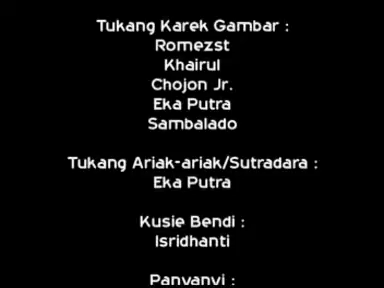 Tukang Karek Gambar :
Romezst
Khairul
Chojon Jr.
Eka Putra
Sambalado
Tukang Ariak-ariak/Sutradara :
Eka Putra
Kusie Bendi :
Isridhanti
Panyanyi :